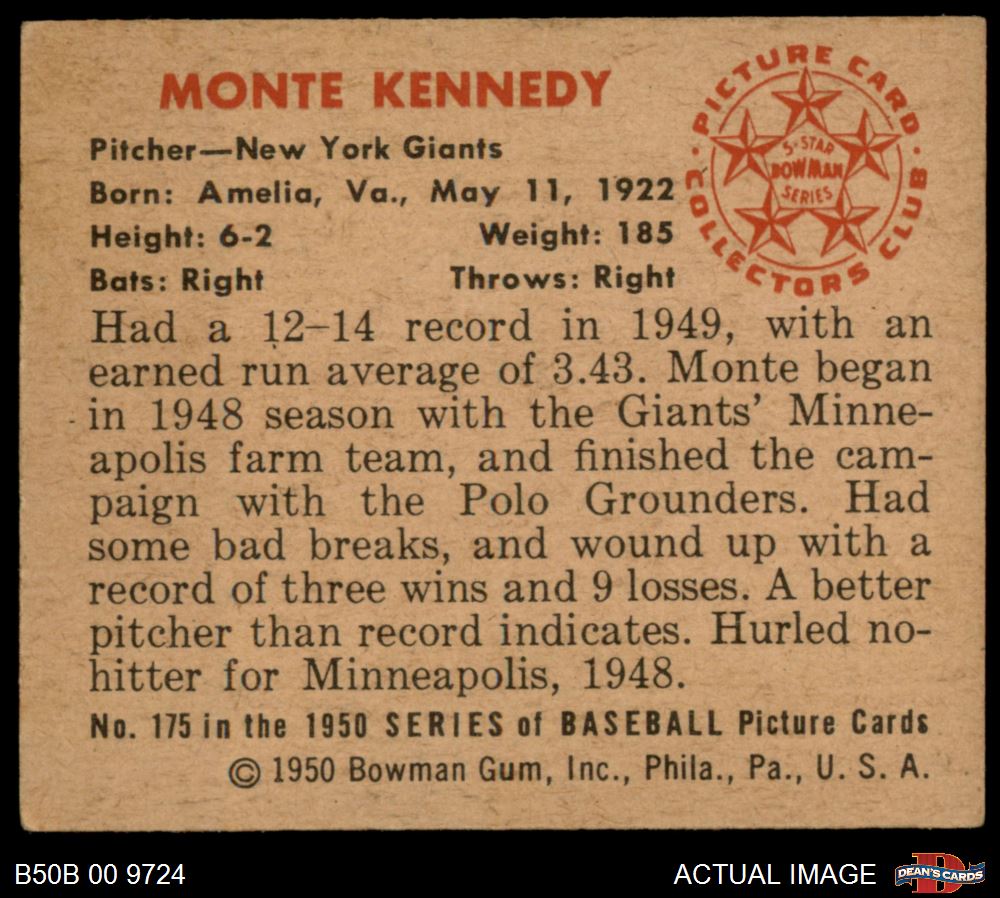 MONTE KENNEDY
Pitcher—New York Giants
Born: Amelia, Va., May 11, 1922
Height: 6-2 Weight: 185
Bats: Right Throws: Right
PICTURE CARD
COLLECTORS CLUB
5-STAR
BOWMAN
SERIES
Had a 12–14 record in 1949, with an
earned run average of 3.43. Monte began
in 1948 season with the Giants' Minne-
apolis farm team, and finished the cam-
paign with the Polo Grounders. Had
some bad breaks, and wound up with a
record of three wins and 9 losses. A better
pitcher than record indicates. Hurled no-
hitter for Minneapolis, 1948.
No. 175 in the 1950 SERIES of BASEBALL Picture Cards
© 1950 Bowman Gum, Inc., Phila., Pa., U. S. A.
B50B 00 9724
ACTUAL IMAGE
DEAN'S CARDS